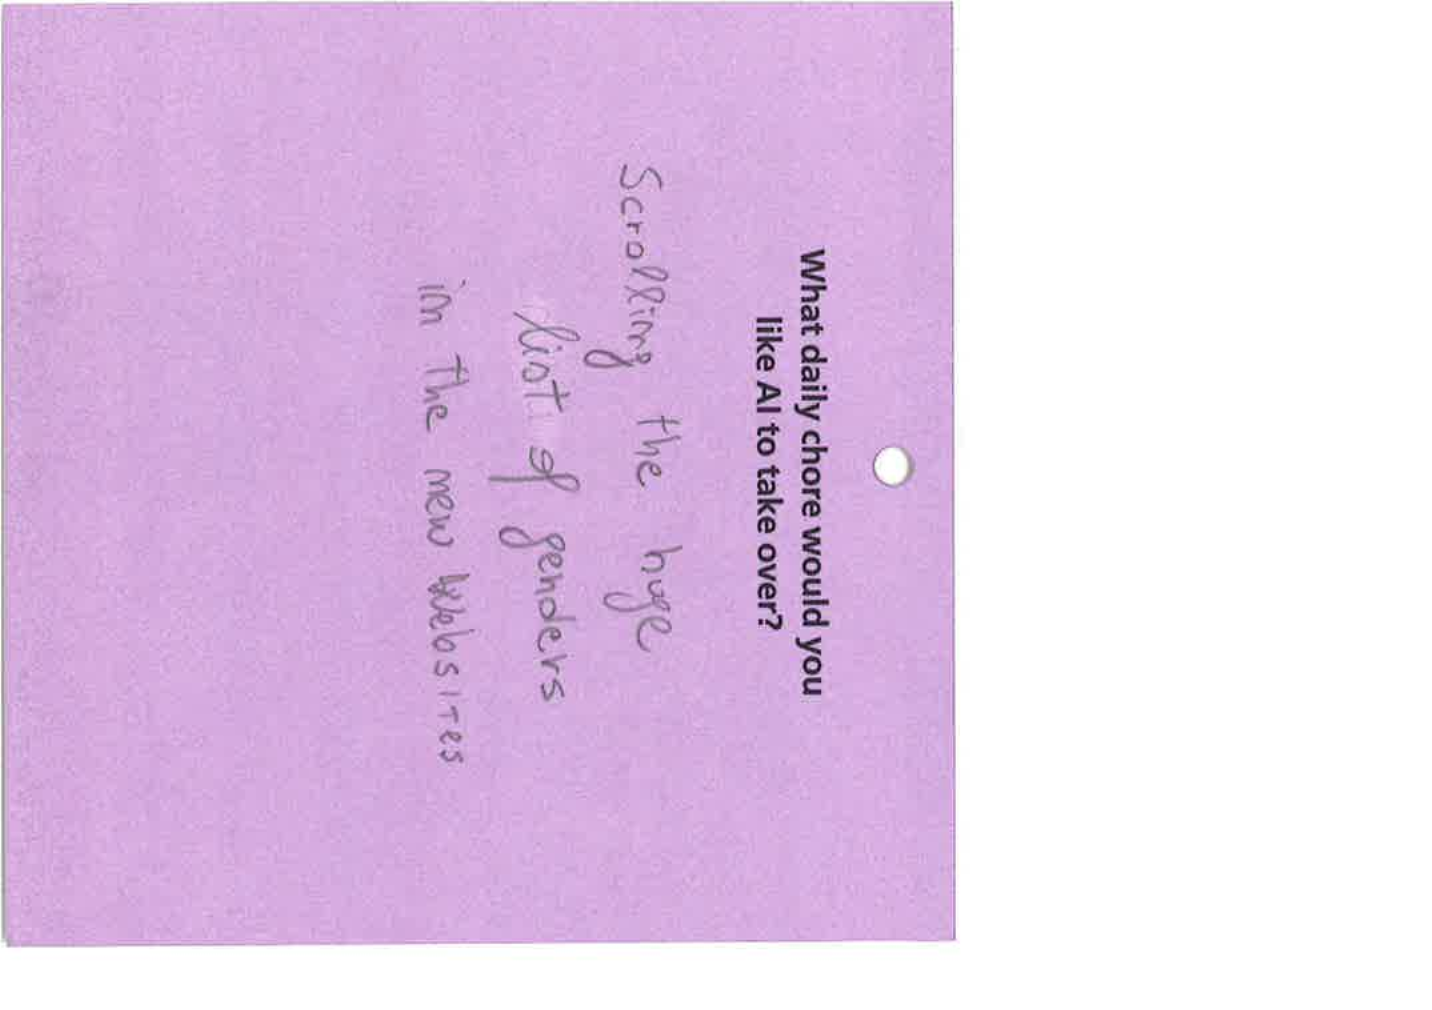 What daily chore would you
like AI to take over?
Scrolling the huge
list of genders
in the new websites